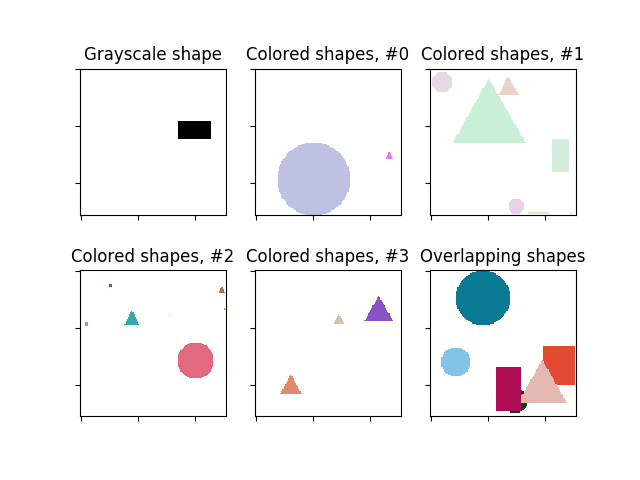 Grayscale shape
Colored shapes, #0
Colored shapes, #1
Colored shapes, #2
Colored shapes, #3
Overlapping shapes